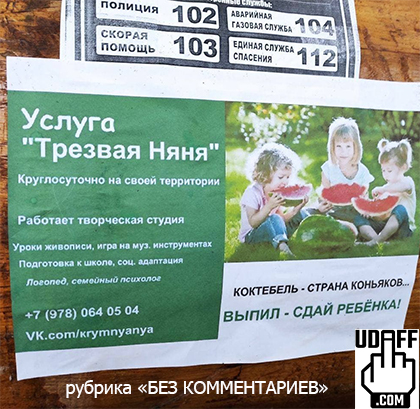 ПОЛИЦИЯ 102
АВАРИЙНАЯ
ГАЗОВАЯ СЛУЖБА 104
СКОРАЯ
ПОМОЩЬ 103
ЕДИНАЯ СЛУЖБА
СПАСЕНИЯ 112
Услуга
"Трезвая Няня"
Круглосуточно на своей территории
Работает творческая студия
Уроки живописи, игра на муз. инструментах
Подготовка к школе, соц. адаптация
Логопед, семейный психолог
+7 (978) 064 05 04
VK.com/krymnyanya
КОКТЕБЕЛЬ - СТРАНА КОНЬЯКОВ...
ВЫПИЛ - СДАЙ РЕБЁНКА!
UDAFF
.COM
рубрика «БЕЗ КОММЕНТАРИЕВ»